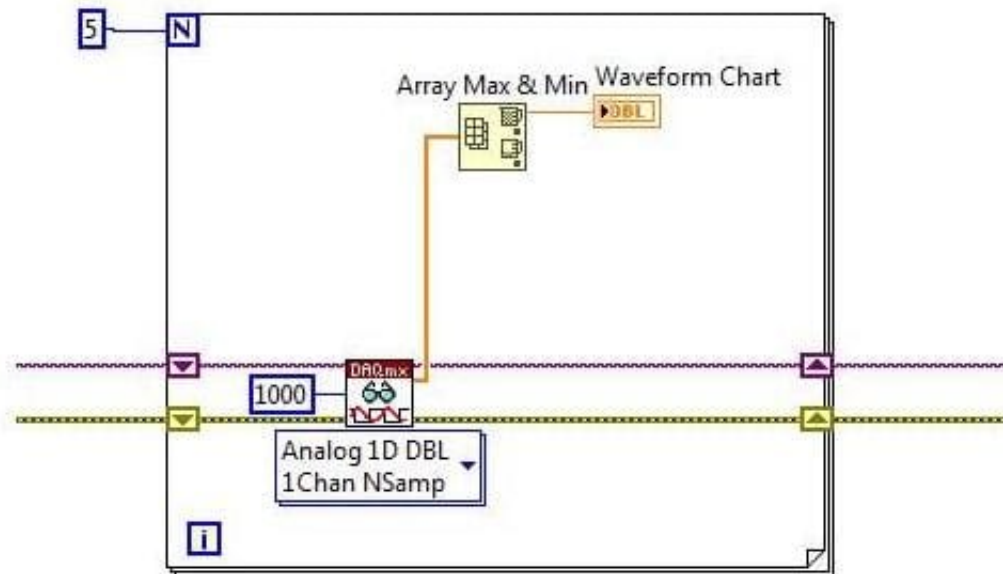 5
N
Array Max & Min
Waveform Chart
DBL
DAQmx
1000
Analog 1D DBL
1Chan NSamp
i